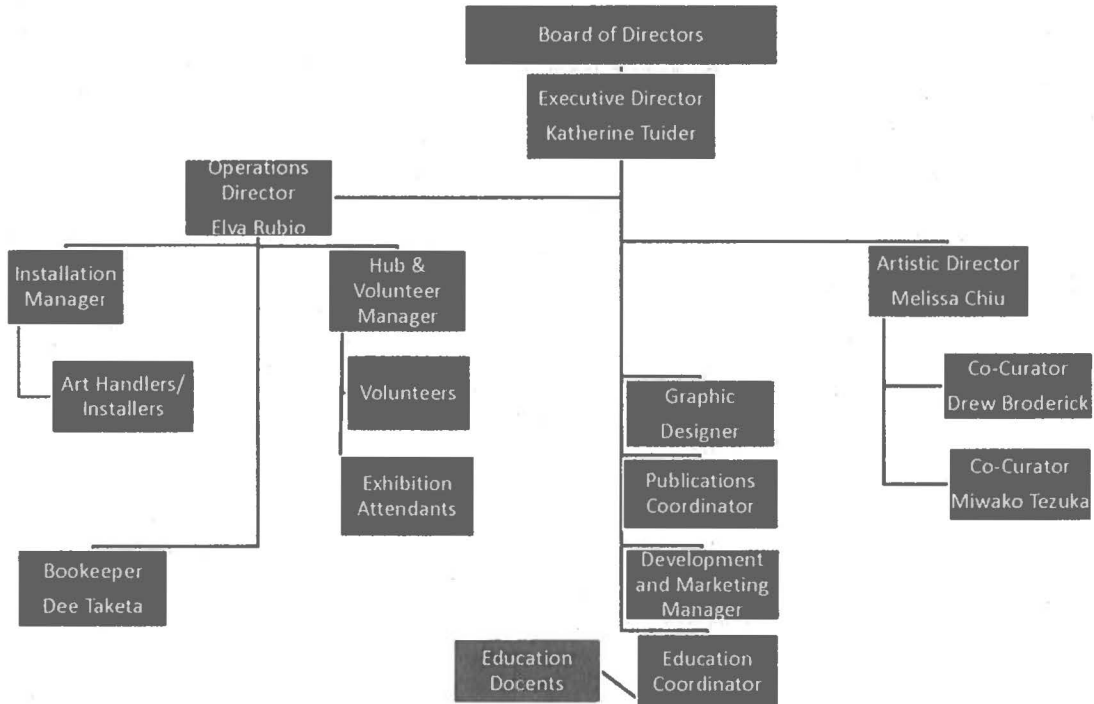 Board of Directors
Executive Director
Katherine Tuider
Operations
Director
Elva Rubio
Installation
Manager
Hub &
Volunteer
Manager
Artistic Director
Melissa Chiu
Art Handlers/
Installers
Volunteers
Graphic
Designer
Co-Curator
Drew Broderick
Exhibition
Attendants
Publications
Coordinator
Co-Curator
Miwako Tezuka
Bookeeper
Dee Taketa
Development
and Marketing
Manager
Education
Docents
Education
Coordinator